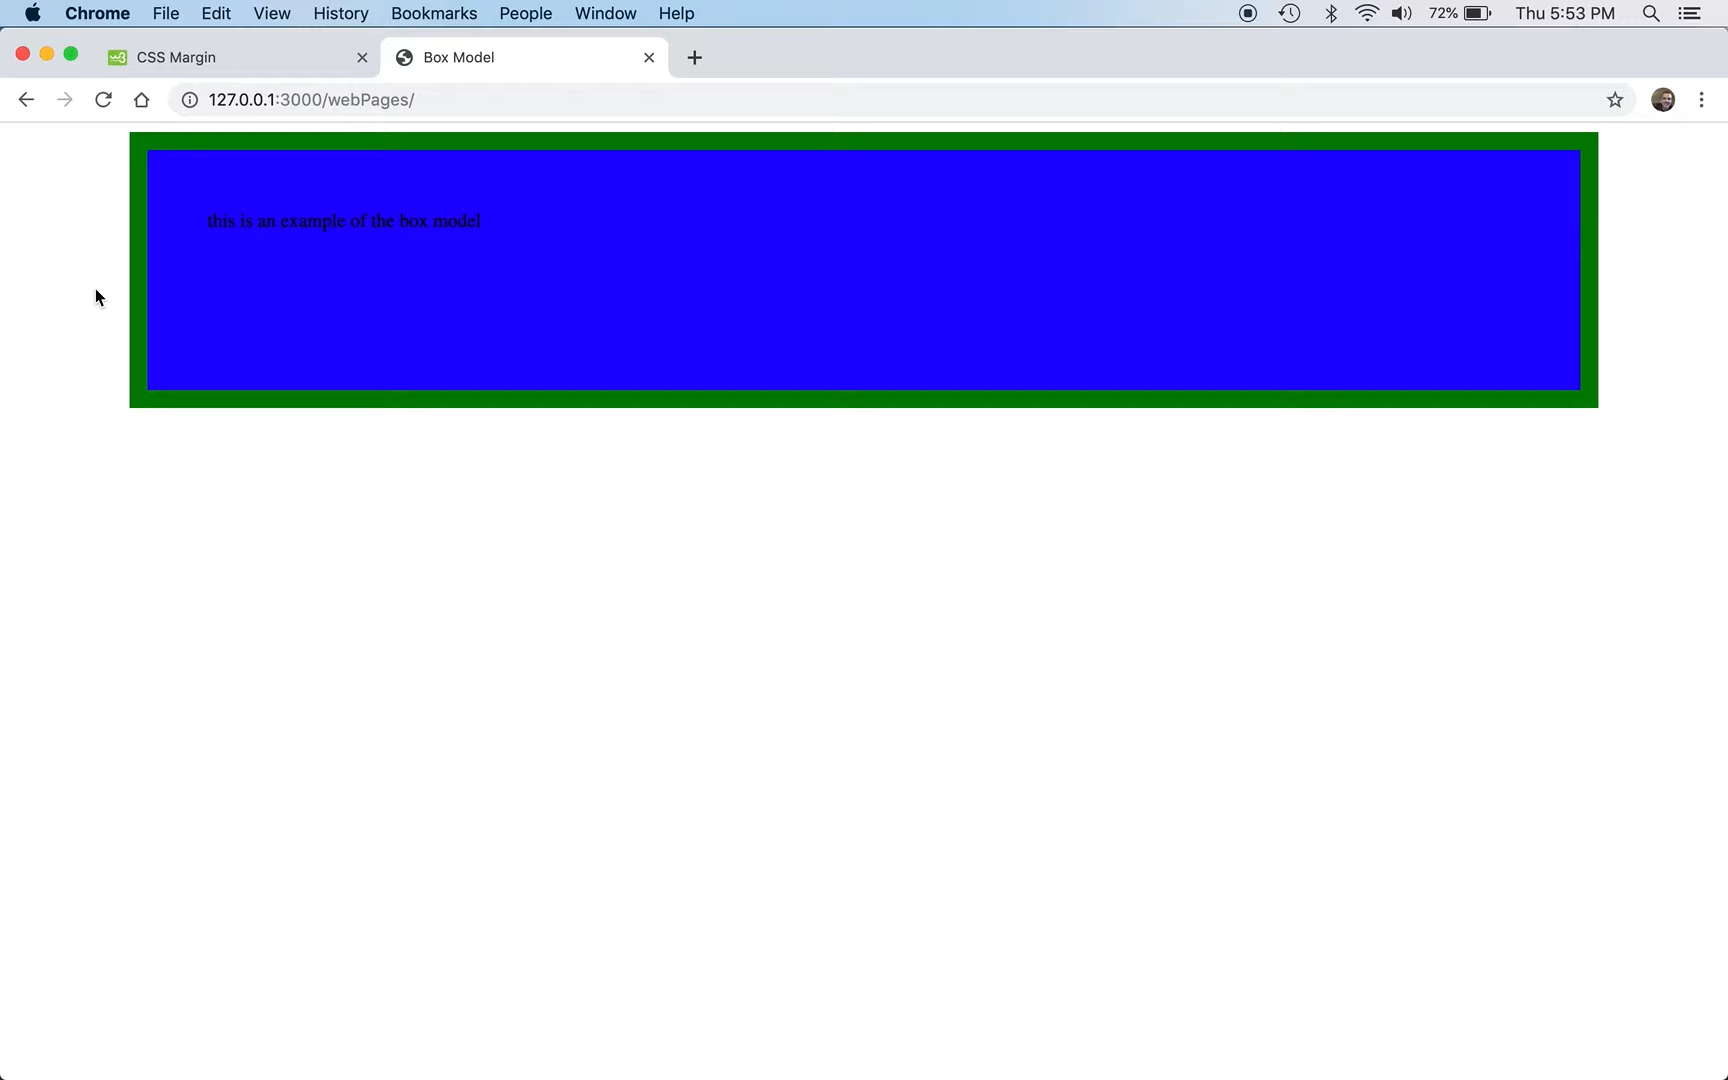 Chrome File Edit View History Bookmarks People Window Help 72% Thu 5:53 PM
CSS Margin Box Model
127.0.0.1:3000/webPages/
this is an example of the box model